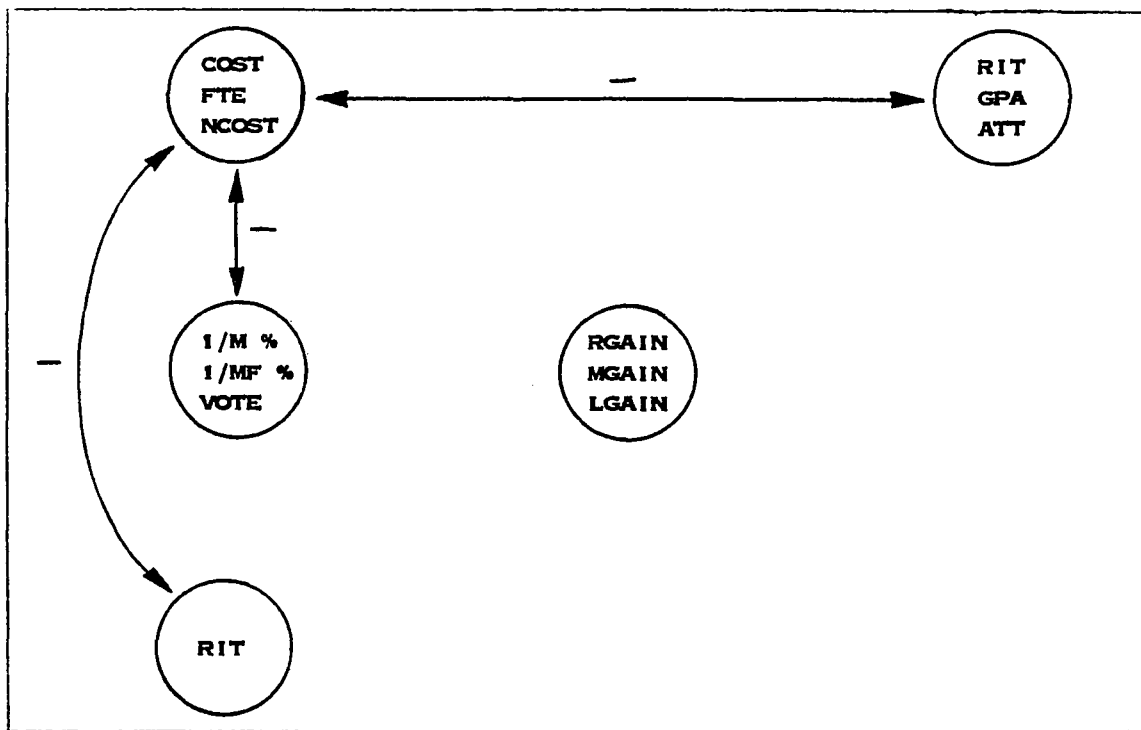 COST
FTE
NCOST
–
RIT
GPA
ATT
–
1/M %
1/MF %
VOTE
RGAIN
MGAIN
LGAIN
–
RIT